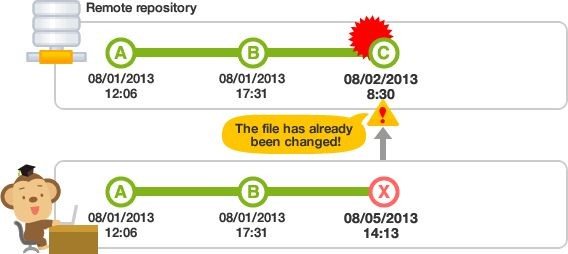 Remote repository
A
B
C
08/01/2013
12:06
08/01/2013
17:31
08/02/2013
8:30
The file has already
been changed!
!
A
B
X
08/01/2013
12:06
08/01/2013
17:31
08/05/2013
14:13